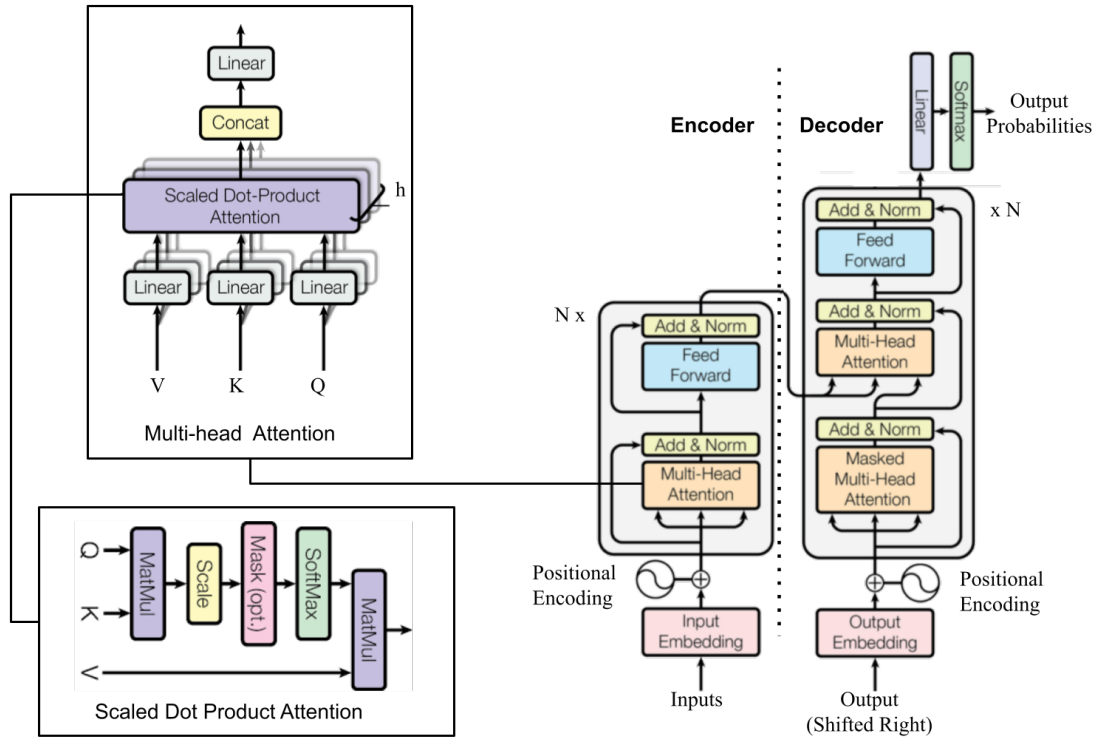 Linear
Concat
Scaled Dot-Product
Attention
h
Linear
Linear
Linear
V
K
Q
Multi-head Attention
Q
K
V
MatMul
Scale
Mask (opt.)
SoftMax
MatMul
Scaled Dot Product Attention
Encoder
N x
Add & Norm
Feed
Forward
Add & Norm
Multi-Head
Attention
Positional
Encoding
Input
Embedding
Inputs
Decoder
Linear
Softmax
Output
Probabilities
x N
Add & Norm
Feed
Forward
Add & Norm
Multi-Head
Attention
Add & Norm
Masked
Multi-Head
Attention
Positional
Encoding
Output
Embedding
Output
(Shifted Right)